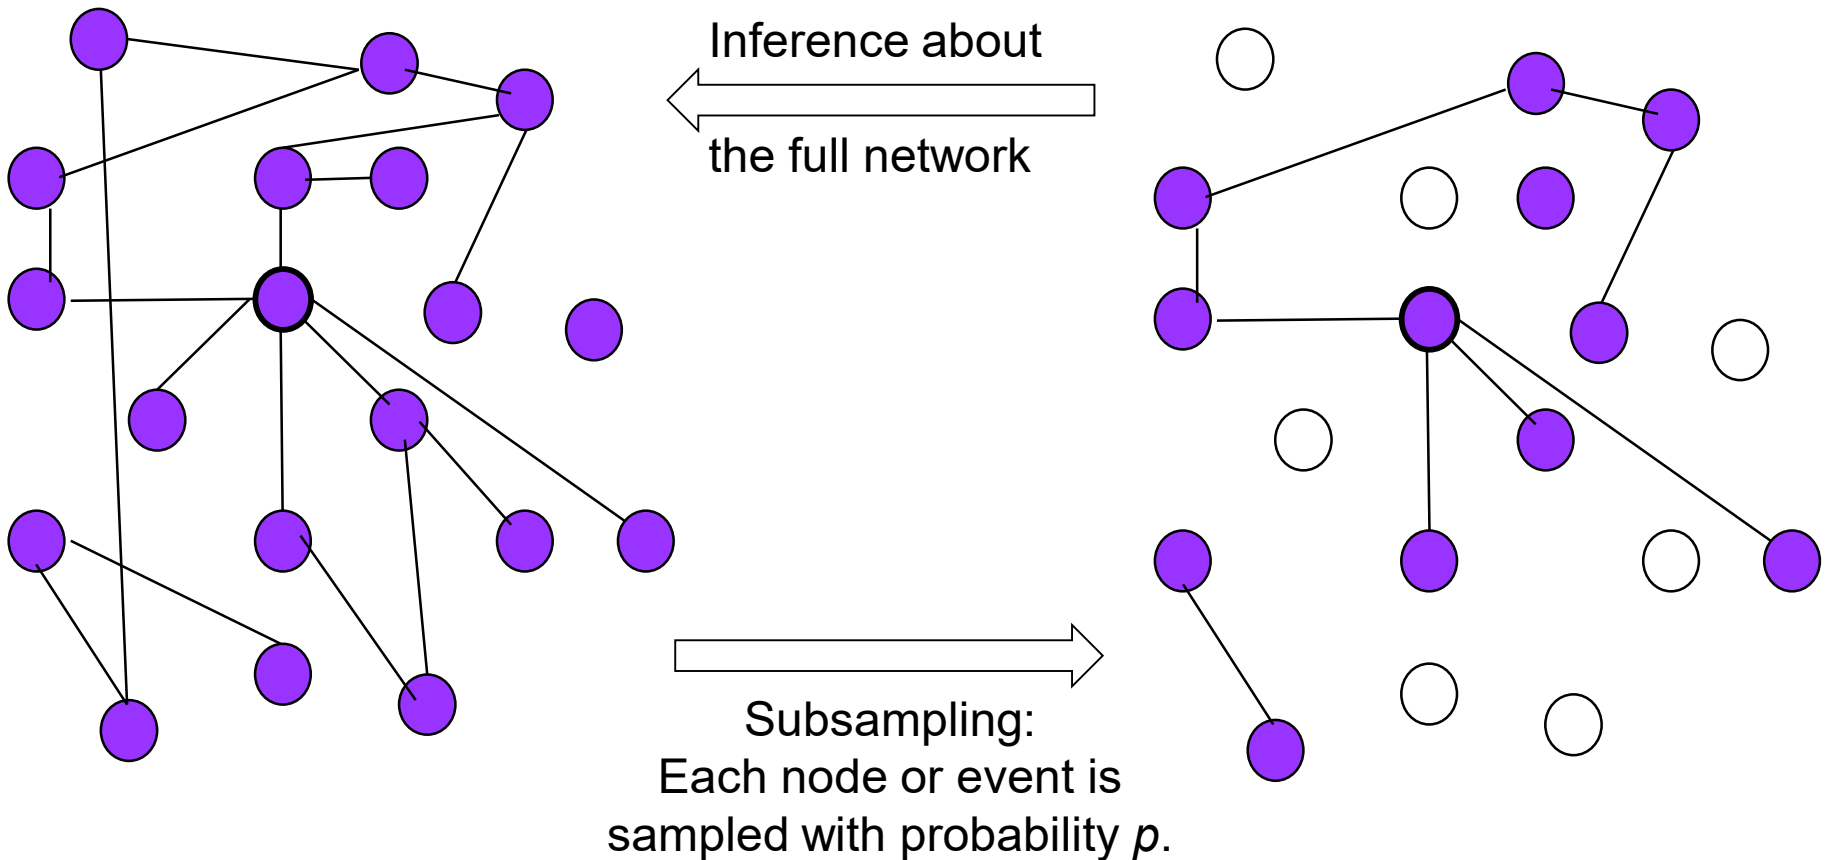 Inference about
the full network
Subsampling:
Each node or event is
sampled with probability p.